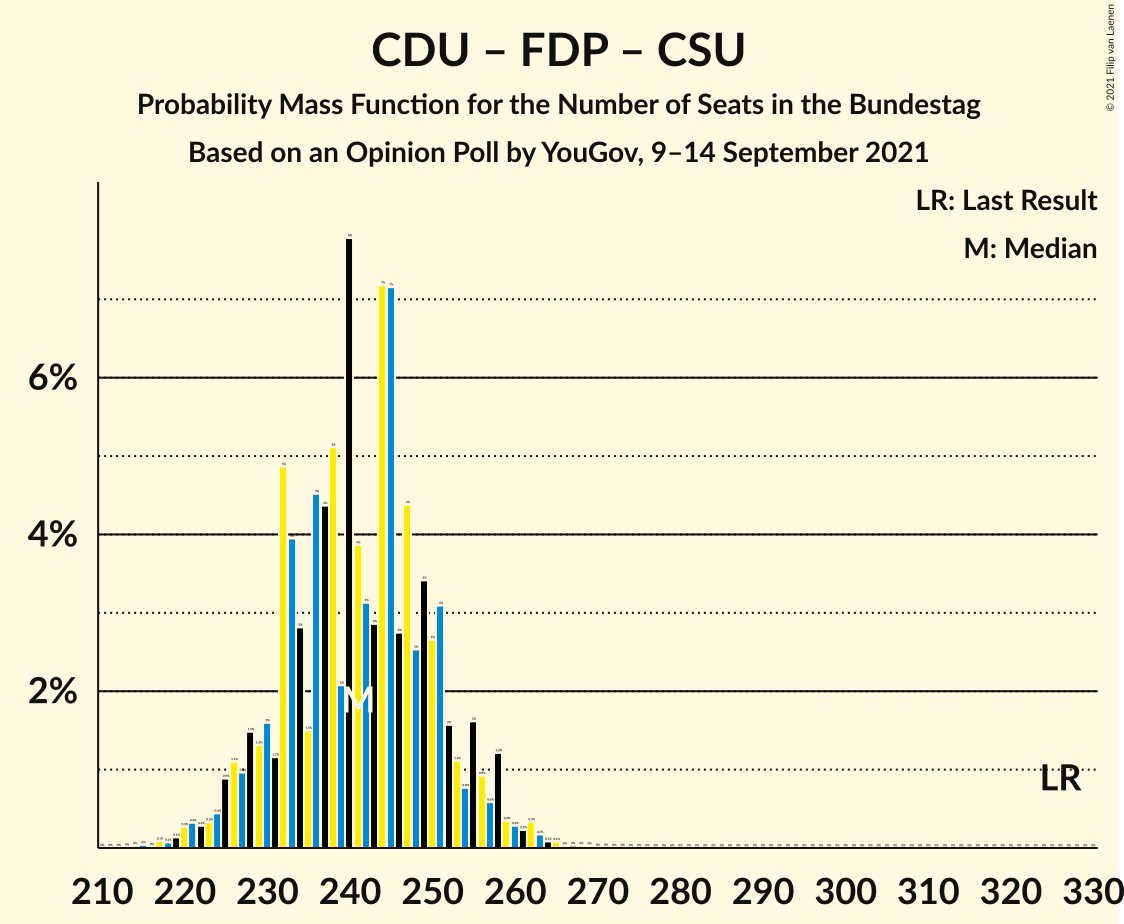 CDU – FDP – CSU
Probability Mass Function for the Number of Seats in the Bundestag
Based on an Opinion Poll by YouGov, 9–14 September 2021
© 2021 Filip van Laenen
LR: Last Result
M: Median
6%
4%
2%
M
LR
210 220 230 240 250 260 270 280 290 300 310 320 330